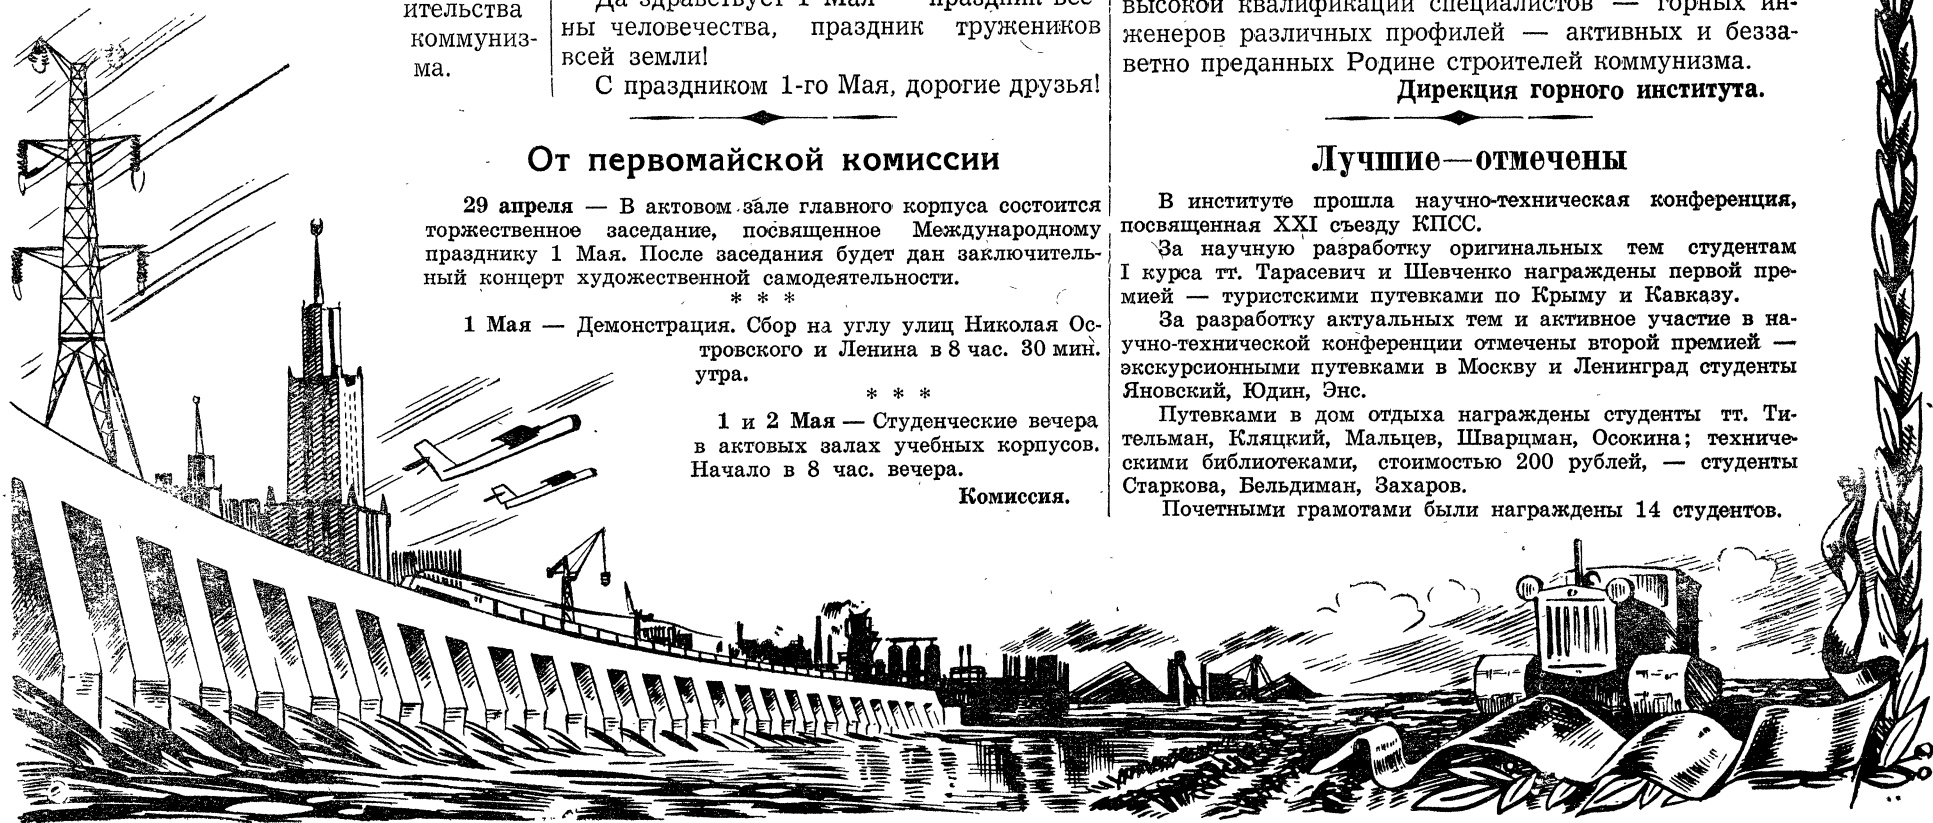 ительства
коммуниз-
ма.
Да здравствует 1 Мая — праздник вес-
ны человечества, праздник тружеников
всей земли!
С праздником 1-го Мая, дорогие друзья!
От первомайской комиссии
29 апреля — В актовом зале главного корпуса состоится
торжественное заседание, посвященное Международному
празднику 1 Мая. После заседания будет дан заключитель-
ный концерт художественной самодеятельности.
* * *
1 Мая — Демонстрация. Сбор на углу улиц Николая Ос-
тровского и Ленина в 8 час. 30 мин.
утра.
* * *
1 и 2 Мая — Студенческие вечера
в актовых залах учебных корпусов.
Начало в 8 час. вечера.
Комиссия.
высокой квалификации специалистов — горных ин-
женеров различных профилей — активных и безза-
ветно преданных Родине строителей коммунизма.
Дирекция горного института.
Лучшие—отмечены
В институте прошла научно-техническая конференция,
посвященная XXI съезду КПСС.
За научную разработку оригинальных тем студентам
I курса тт. Тарасевич и Шевченко награждены первой пре-
мией — туристскими путевками по Крыму и Кавказу.
За разработку актуальных тем и активное участие в на-
учно-технической конференции отмечены второй премией —
экскурсионными путевками в Москву и Ленинград студенты
Яновский, Юдин, Энс.
Путевками в дом отдыха награждены студенты тт. Ти-
тельман, Кляцкий, Мальцев, Шварцман, Осокина; техниче-
скими библиотеками, стоимостью 200 рублей, — студенты
Старкова, Бельдиман, Захаров.
Почетными грамотами были награждены 14 студентов.